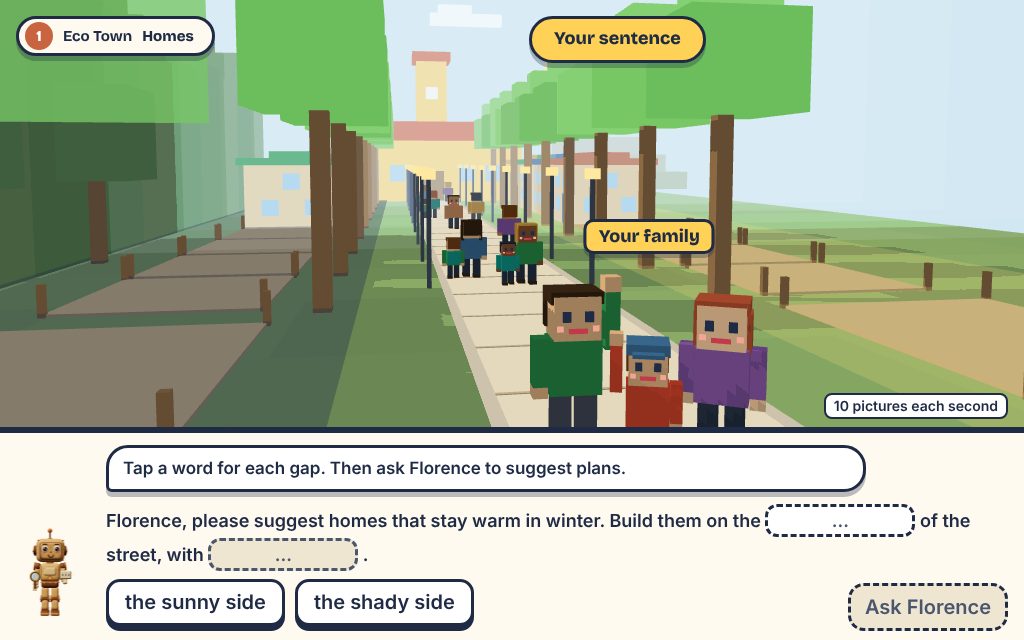 1 Eco Town Homes
Your sentence
Your family
10 pictures each second
Tap a word for each gap. Then ask Florence to suggest plans.
Florence, please suggest homes that stay warm in winter. Build them on the ... of the
street, with ... .
the sunny side
the shady side
Ask Florence